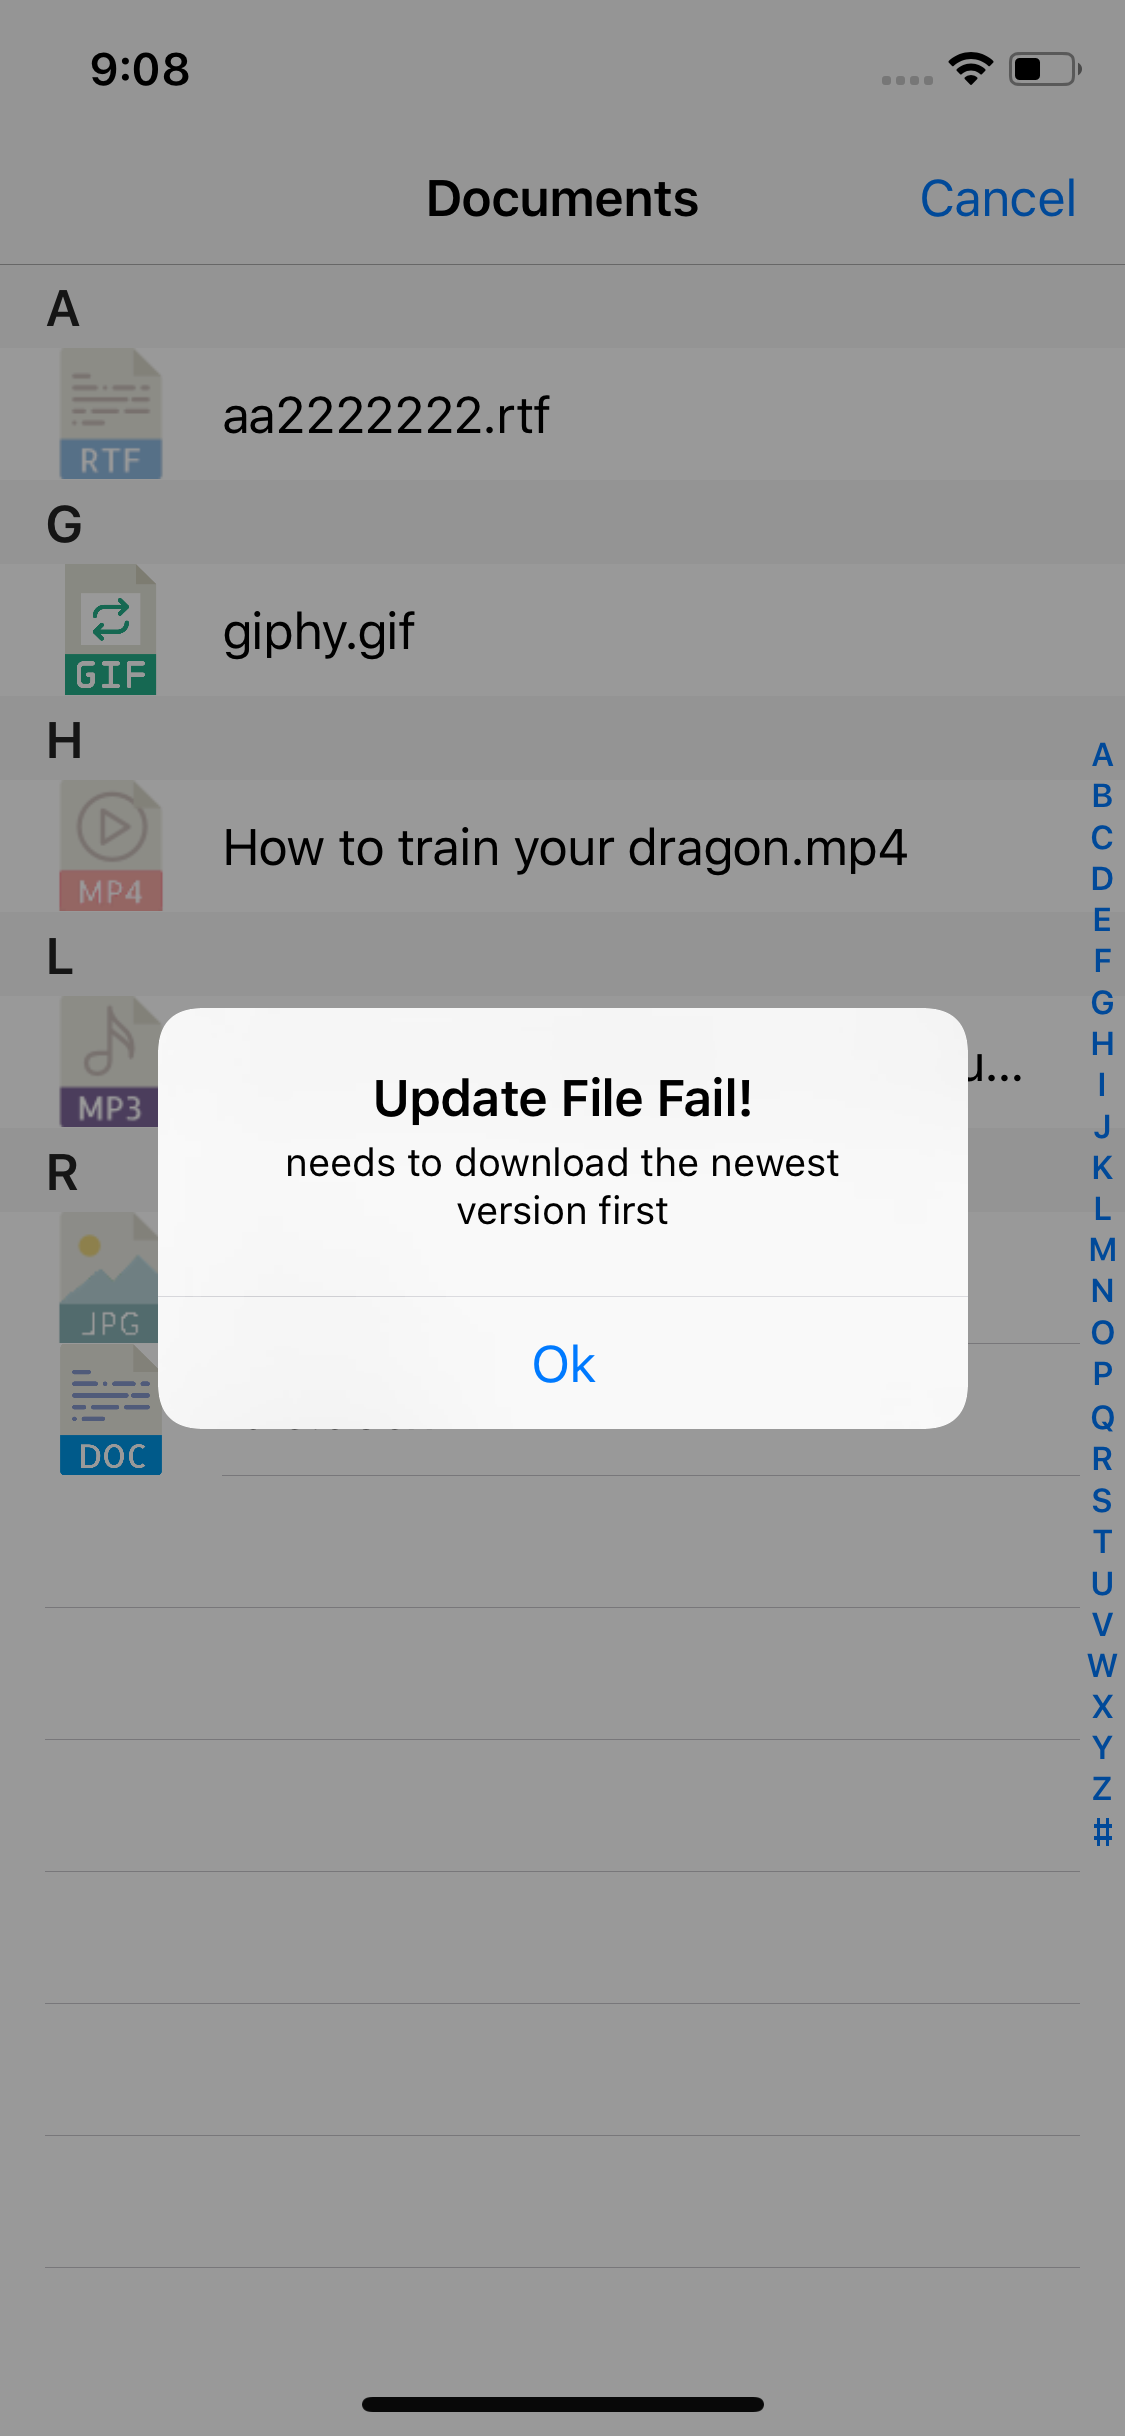 9:08
Documents
Cancel
A
RTF
aa2222222.rtf
G
GIF
giphy.gif
H
MP4
How to train your dragon.mp4
L
MP3
u...
R
JPG
DOC
Update File Fail!
needs to download the newest
version first
Ok
A
B
C
D
E
F
G
H
I
J
K
L
M
N
O
P
Q
R
S
T
U
V
W
X
Y
Z
#